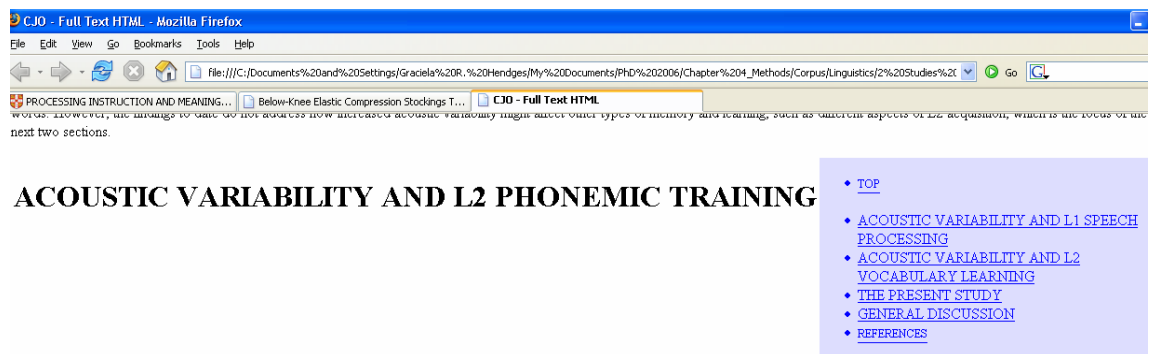 CJO - Full Text HTML - Mozilla Firefox
File Edit View Go Bookmarks Tools Help
file:///C:/Documents%20and%20Settings/Graciela%20R.%20Hendges/My%20Documents/PhD%202006/Chapter%204_Methods/Corpus/Linguistics/2%20Studies%20 Go G
PROCESSING INSTRUCTION AND MEANING... Below-Knee Elastic Compression Stockings T... CJO - Full Text HTML
words. However, the findings to date do not address how increased acoustic variability might affect other types of memory and learning, such as different aspects of L2 acquisition, which is the focus of the
next two sections.
ACOUSTIC VARIABILITY AND L2 PHONEMIC TRAINING
TOP
ACOUSTIC VARIABILITY AND L1 SPEECH
PROCESSING
ACOUSTIC VARIABILITY AND L2
VOCABULARY LEARNING
THE PRESENT STUDY
GENERAL DISCUSSION
REFERENCES